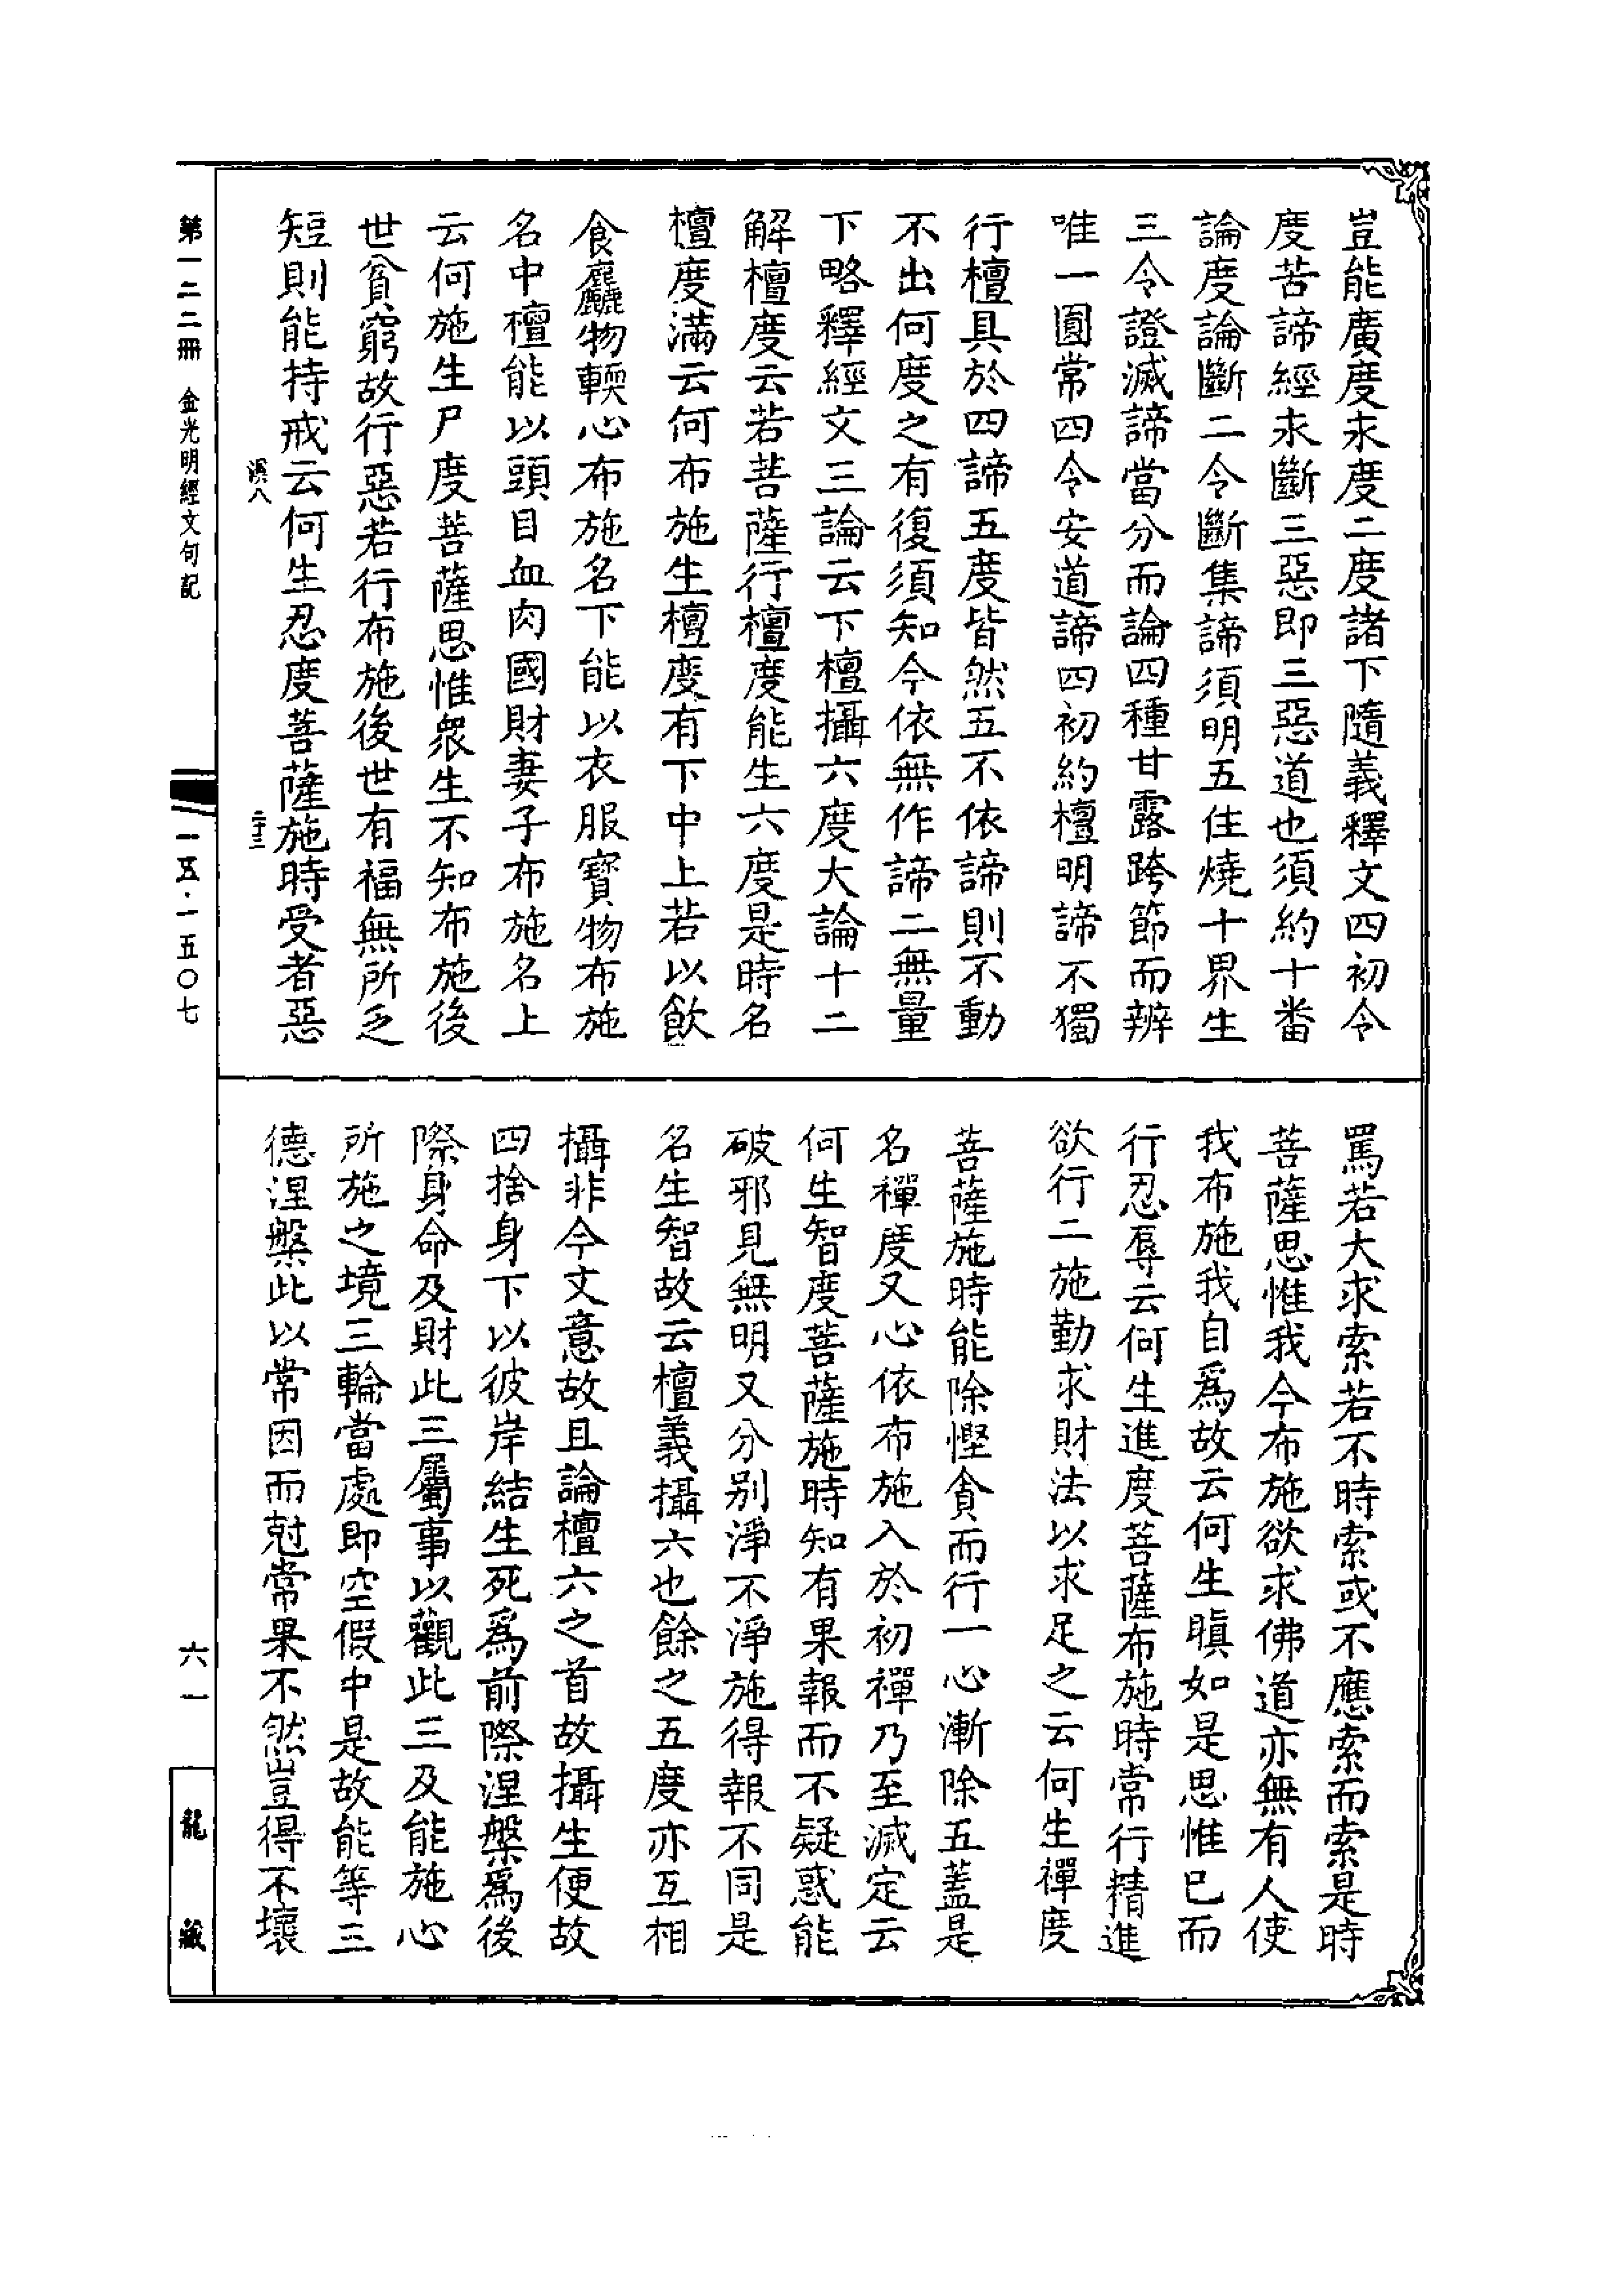 豈能廣度求度二度諸下隨義釋文四初令
度苦諦經求斷三惡即三惡道也須約十番
論度論斷二令斷集諦須明五住燒十界生
三令證滅諦當分而論四種甘露跨節而辨
唯一圓常四令安道諦四初約檀明諦不獨
行檀具於四諦五度皆然五不依諦則不動
不出何度之有復須知今依無作諦二無量
下略釋經文三論云下檀攝六度大論十二
解檀度云若菩薩行檀度能生六度是時名
檀度滿云何布施生檀度有下中上若以飲
食麤物輭心布施名下能以衣服寶物布施
名中檀能以頭目血肉國財妻子布施名上
云何施生尸度菩薩思惟眾生不知布施後
世貧窮故行惡若行布施後世有福無所乏
短則能持戒云何生忍度菩薩施時受者惡
罵若大求索若不時索或不應索而索是時
菩薩思惟我今布施欲求佛道亦無有人使
我布施我自爲故云何生瞋如是思惟已而
行忍辱云何生進度菩薩布施時常行精進
欲行二施勤求財法以求足之云何生禪度
菩薩施時能除慳貪而行一心漸除五蓋是
名禪度又心依布施入於初禪乃至滅定云
何生智度菩薩施時知有果報而不疑惑能
破邪見無明又分別淨不淨施得報不同是
名生智故云檀義攝六也餘之五度亦互相
攝非今文意故且論檀六之首故攝生便故
四捨身下以彼岸結生死爲前際涅槃爲後
際身命及財此三屬事以觀此三及能施心
所施之境三輪當處即空假中是故能等三
德涅槃此以常因而尅常果不然豈得不壞
第一二二冊 金光明經文句記
溪八
二十三
一五·一五〇七
六一
龍藏